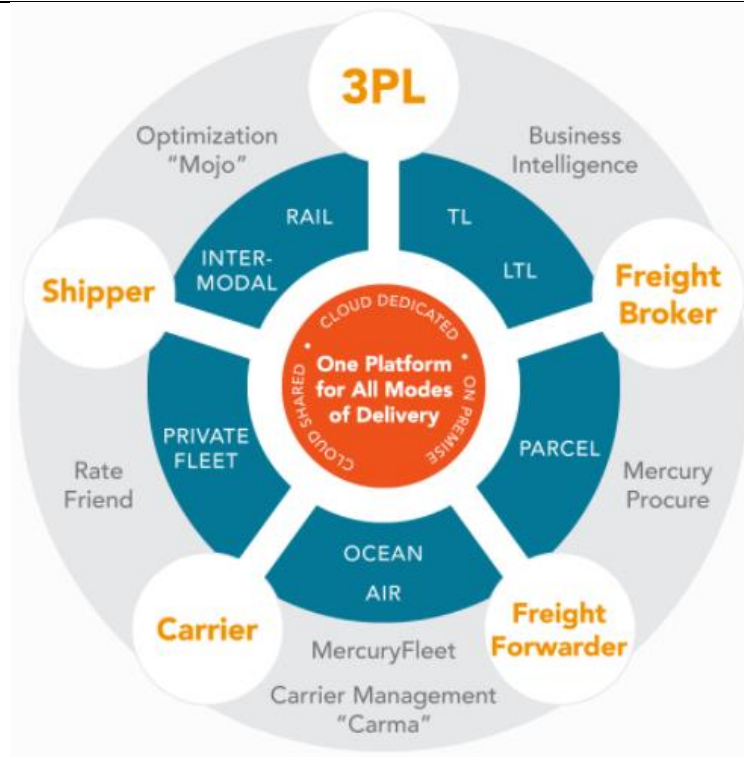 3PL
Optimization
"Mojo"
Business
Intelligence
RAIL
TL
INTER-
MODAL
LTL
Shipper
Freight
Broker
CLOUD DEDICATED
•
ON PREMISE
CLOUD SHARED
•
One Platform
for All Modes
of Delivery
PRIVATE
FLEET
PARCEL
Rate
Friend
Mercury
Procure
OCEAN
AIR
Carrier
Freight
Forwarder
MercuryFleet
Carrier Management
"Carma"